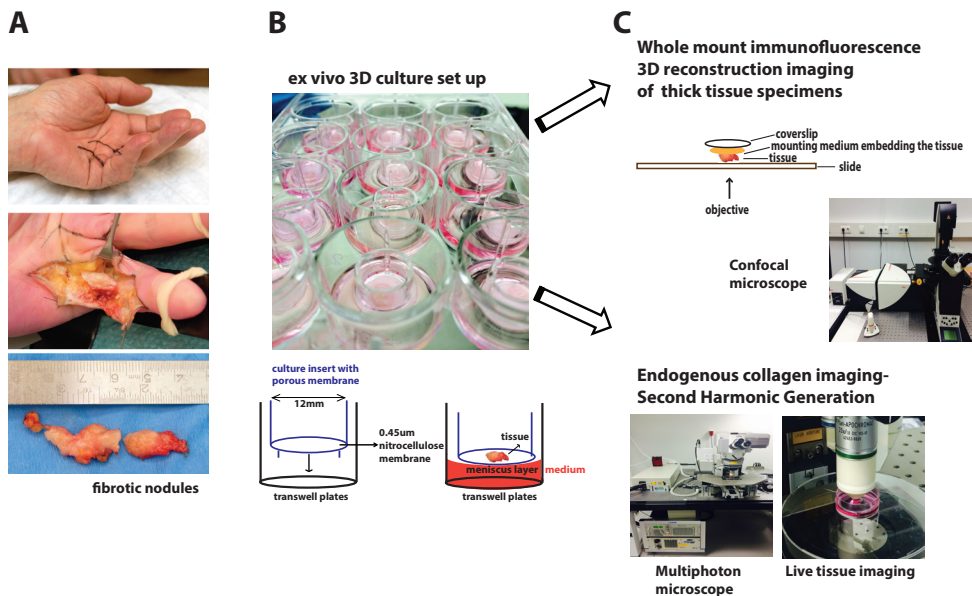 A
fibrotic nodules
B
ex vivo 3D culture set up
culture insert with
porous membrane
12mm
0.45um
nitrocellulose
membrane
transwell plates
tissue
meniscus layer
medium
transwell plates
C
Whole mount immunofluorescence
3D reconstruction imaging
of thick tissue specimens
coverslip
mounting medium embedding the tissue
tissue
slide
objective
Confocal
microscope
Endogenous collagen imaging-
Second Harmonic Generation
Multiphoton
microscope
Live tissue imaging